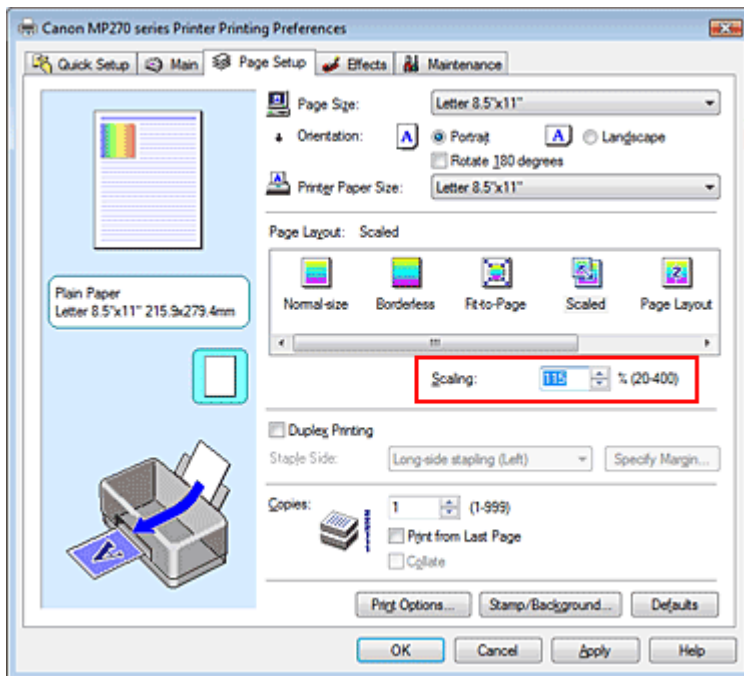 Canon MP270 series Printer Printing Preferences
Quick Setup Main Page Setup Effects Maintenance
Page Size: Letter 8.5"x11"
Orientation: A Portrait A Landscape
Rotate 180 degrees
Printer Paper Size: Letter 8.5"x11"
Page Layout: Scaled
Normal-size Borderless Fit-to-Page Scaled Page Layout
Plain Paper
Letter 8.5"x11" 215.9x279.4mm
Scaling: 115 % (20-400)
Duplex Printing
Staple Side: Long-side stapling (Left) Specify Margin...
Copies: 1 (1-999)
Print from Last Page
Collate
A
Print Options... Stamp/Background... Defaults
OK Cancel Apply Help